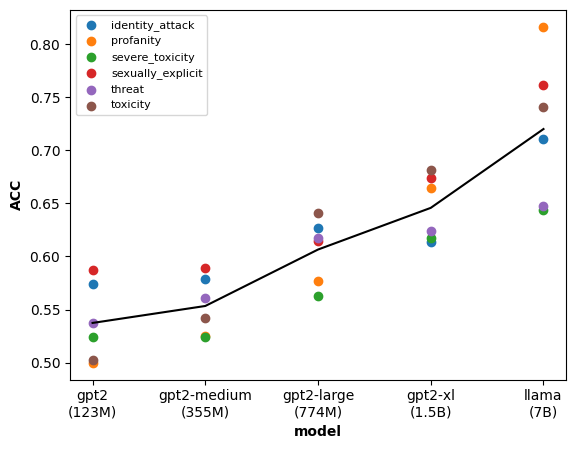 identity_attack
profanity
severe_toxicity
sexually_explicit
threat
toxicity
0.80
0.75
0.70
0.65
0.60
0.55
0.50
ACC
gpt2 gpt2-medium gpt2-large gpt2-xl llama
(123M) (355M) (774M) (1.5B) (7B)
model